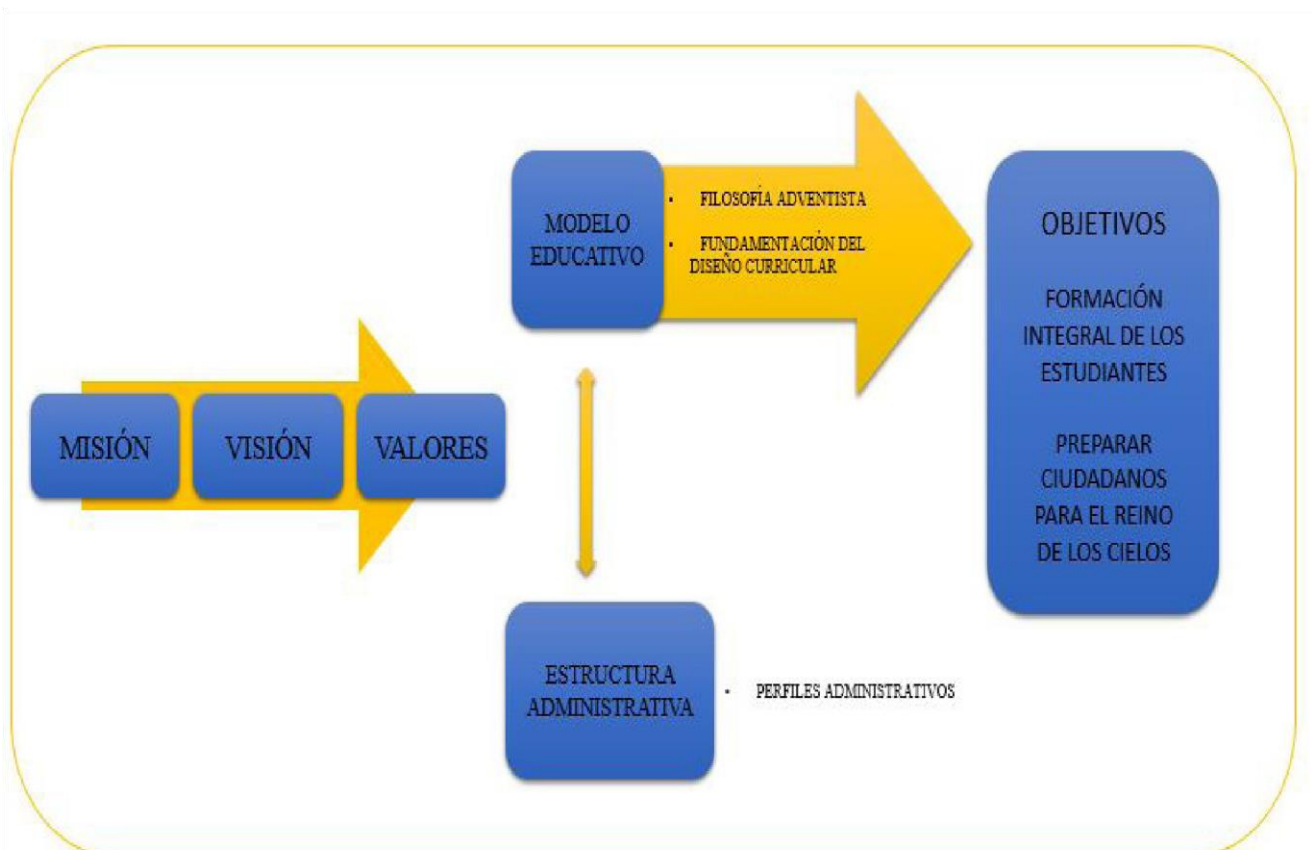 MISIÓN
VISIÓN
VALORES
MODELO
EDUCATIVO
• FILOSOFÍA ADVENTISTA
• FUNDAMENTACIÓN DEL
DISEÑO CURRICULAR
ESTRUCTURA
ADMINISTRATIVA
• PERFILES ADMINISTRATIVOS
OBJETIVOS
FORMACIÓN
INTEGRAL DE LOS
ESTUDIANTES
PREPARAR
CIUDADANOS
PARA EL REINO
DE LOS CIELOS